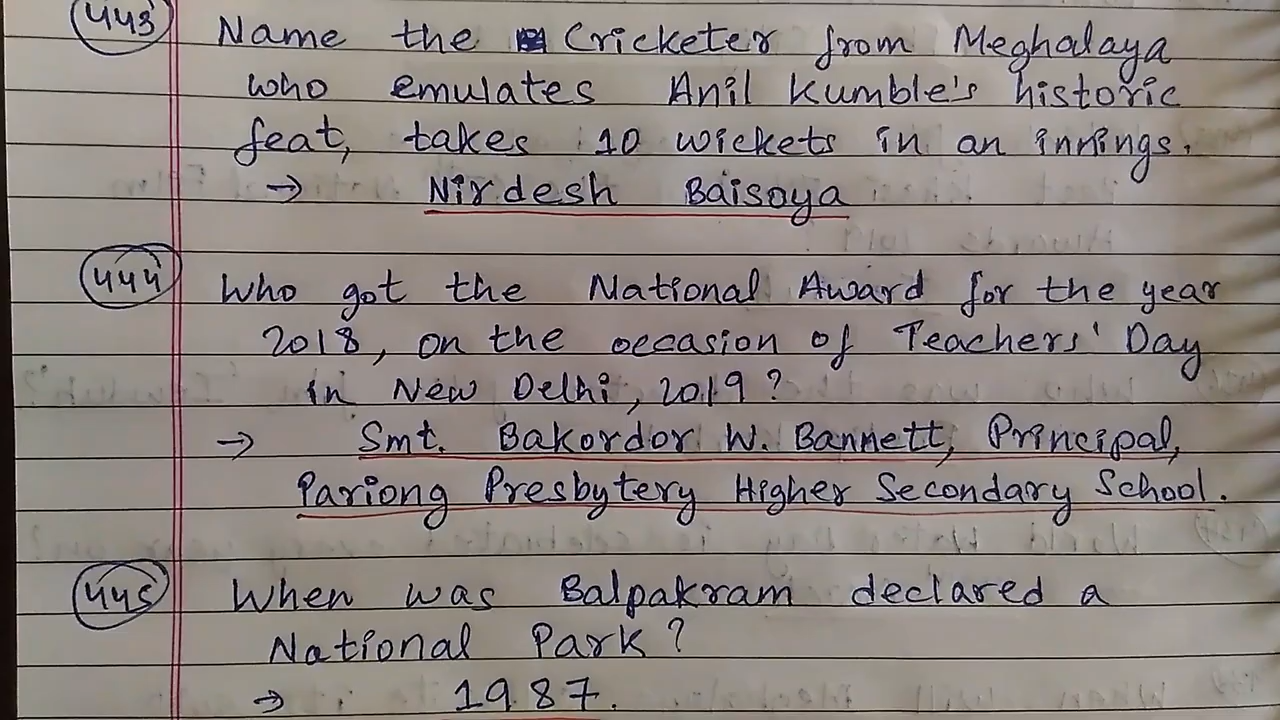 443 Name the Cricketer from Meghalaya
who emulates Anil Kumble's historic
feat, takes 10 wickets in an innings.
→ Nirdesh Baisoya
444 Who got the National Award for the year
2018, on the occasion of Teachers' Day
in New Delhi, 2019?
→ Smt. Bakordor W. Bannett, Principal,
Pariong Presbytery Higher Secondary School.
445 When was Balpakram declared a
National Park?
→ 1987.